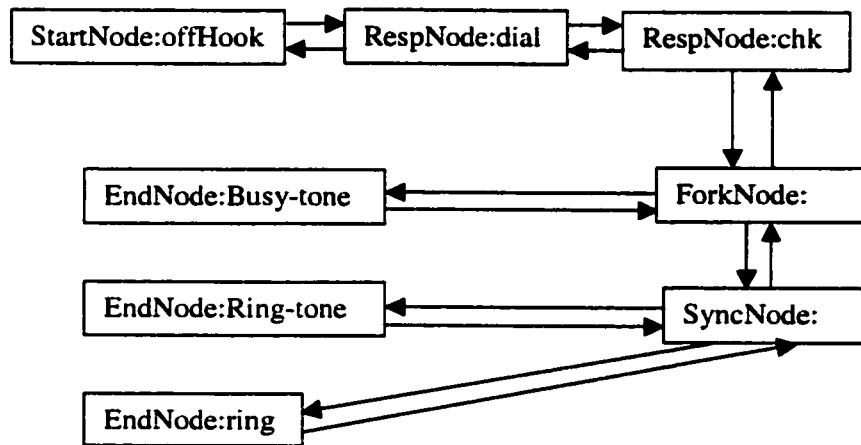 StartNode:offHook
RespNode:dial
RespNode:chk
EndNode:Busy-tone
ForkNode:
EndNode:Ring-tone
SyncNode:
EndNode:ring